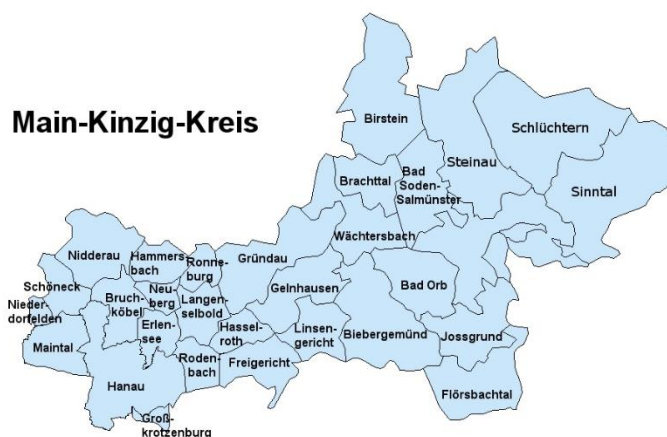 Main-Kinzig-Kreis
Birstein
Schlüchtern
Steinau
Sinntal
Brachttal
Bad
Soden-
Salmünster
Wächtersbach
Nidderau
Hammers-
bach
Ronne-
burg
Gründau
Schöneck
Gelnhausen
Bad Orb
Nieder-
dorfelden
Bruch-
köbel
Neu-
berg
Langen-
selbold
Erlen-
see
Hassel-
roth
Linsen-
gericht
Biebergemünd
Jossgrund
Maintal
Roden-
bach
Freigericht
Hanau
Flörsbachtal
Groß-
krotzenburg